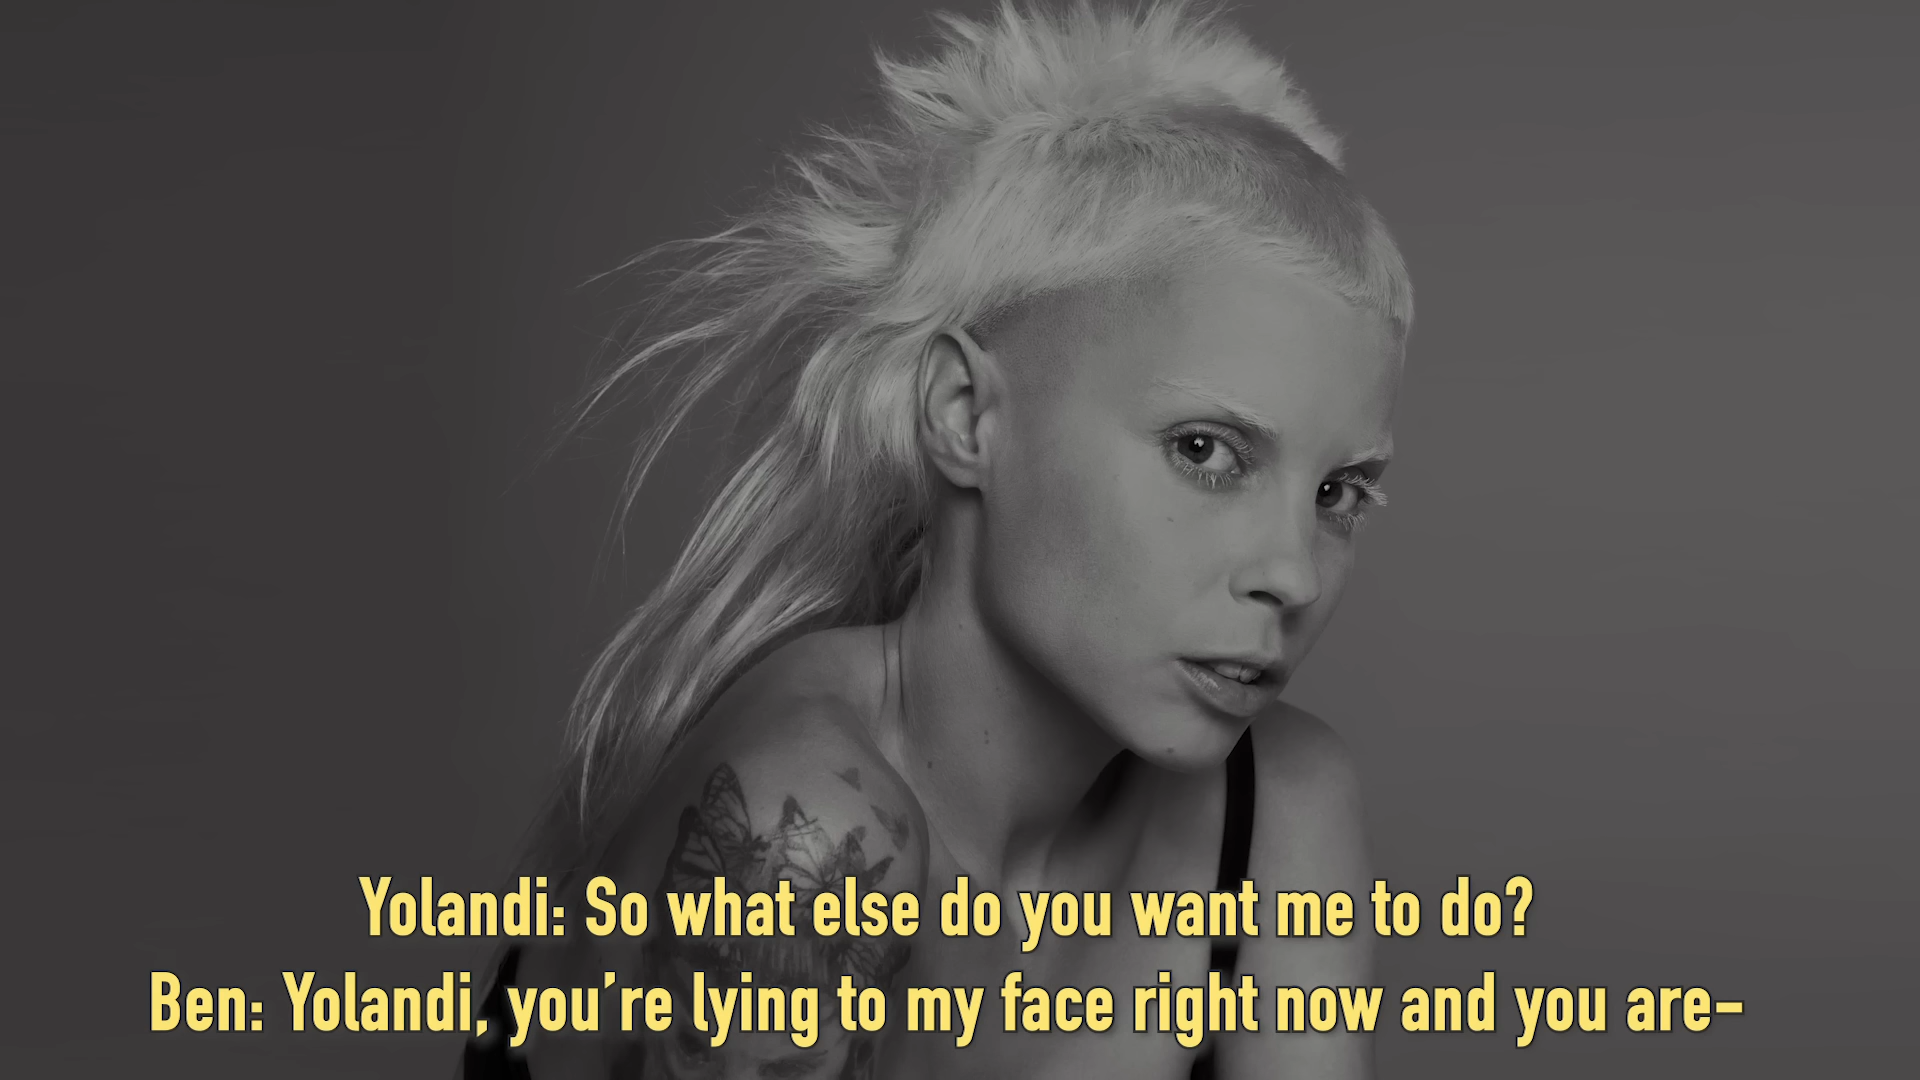 Yolandi: So what else do you want me to do?
Ben: Yolandi, you’re lying to my face right now and you are-